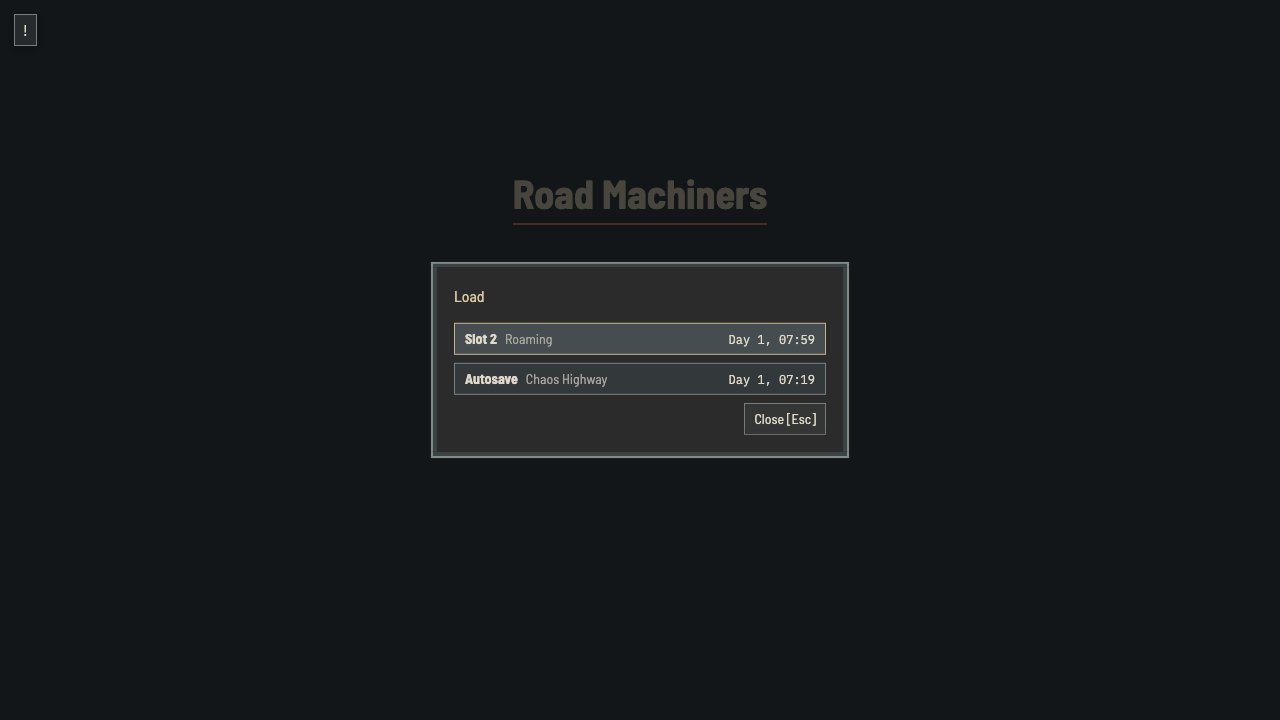 !
Road Machiners
Load
Slot 2 Roaming Day 1, 07:59
Autosave Chaos Highway Day 1, 07:19
Close[Esc]